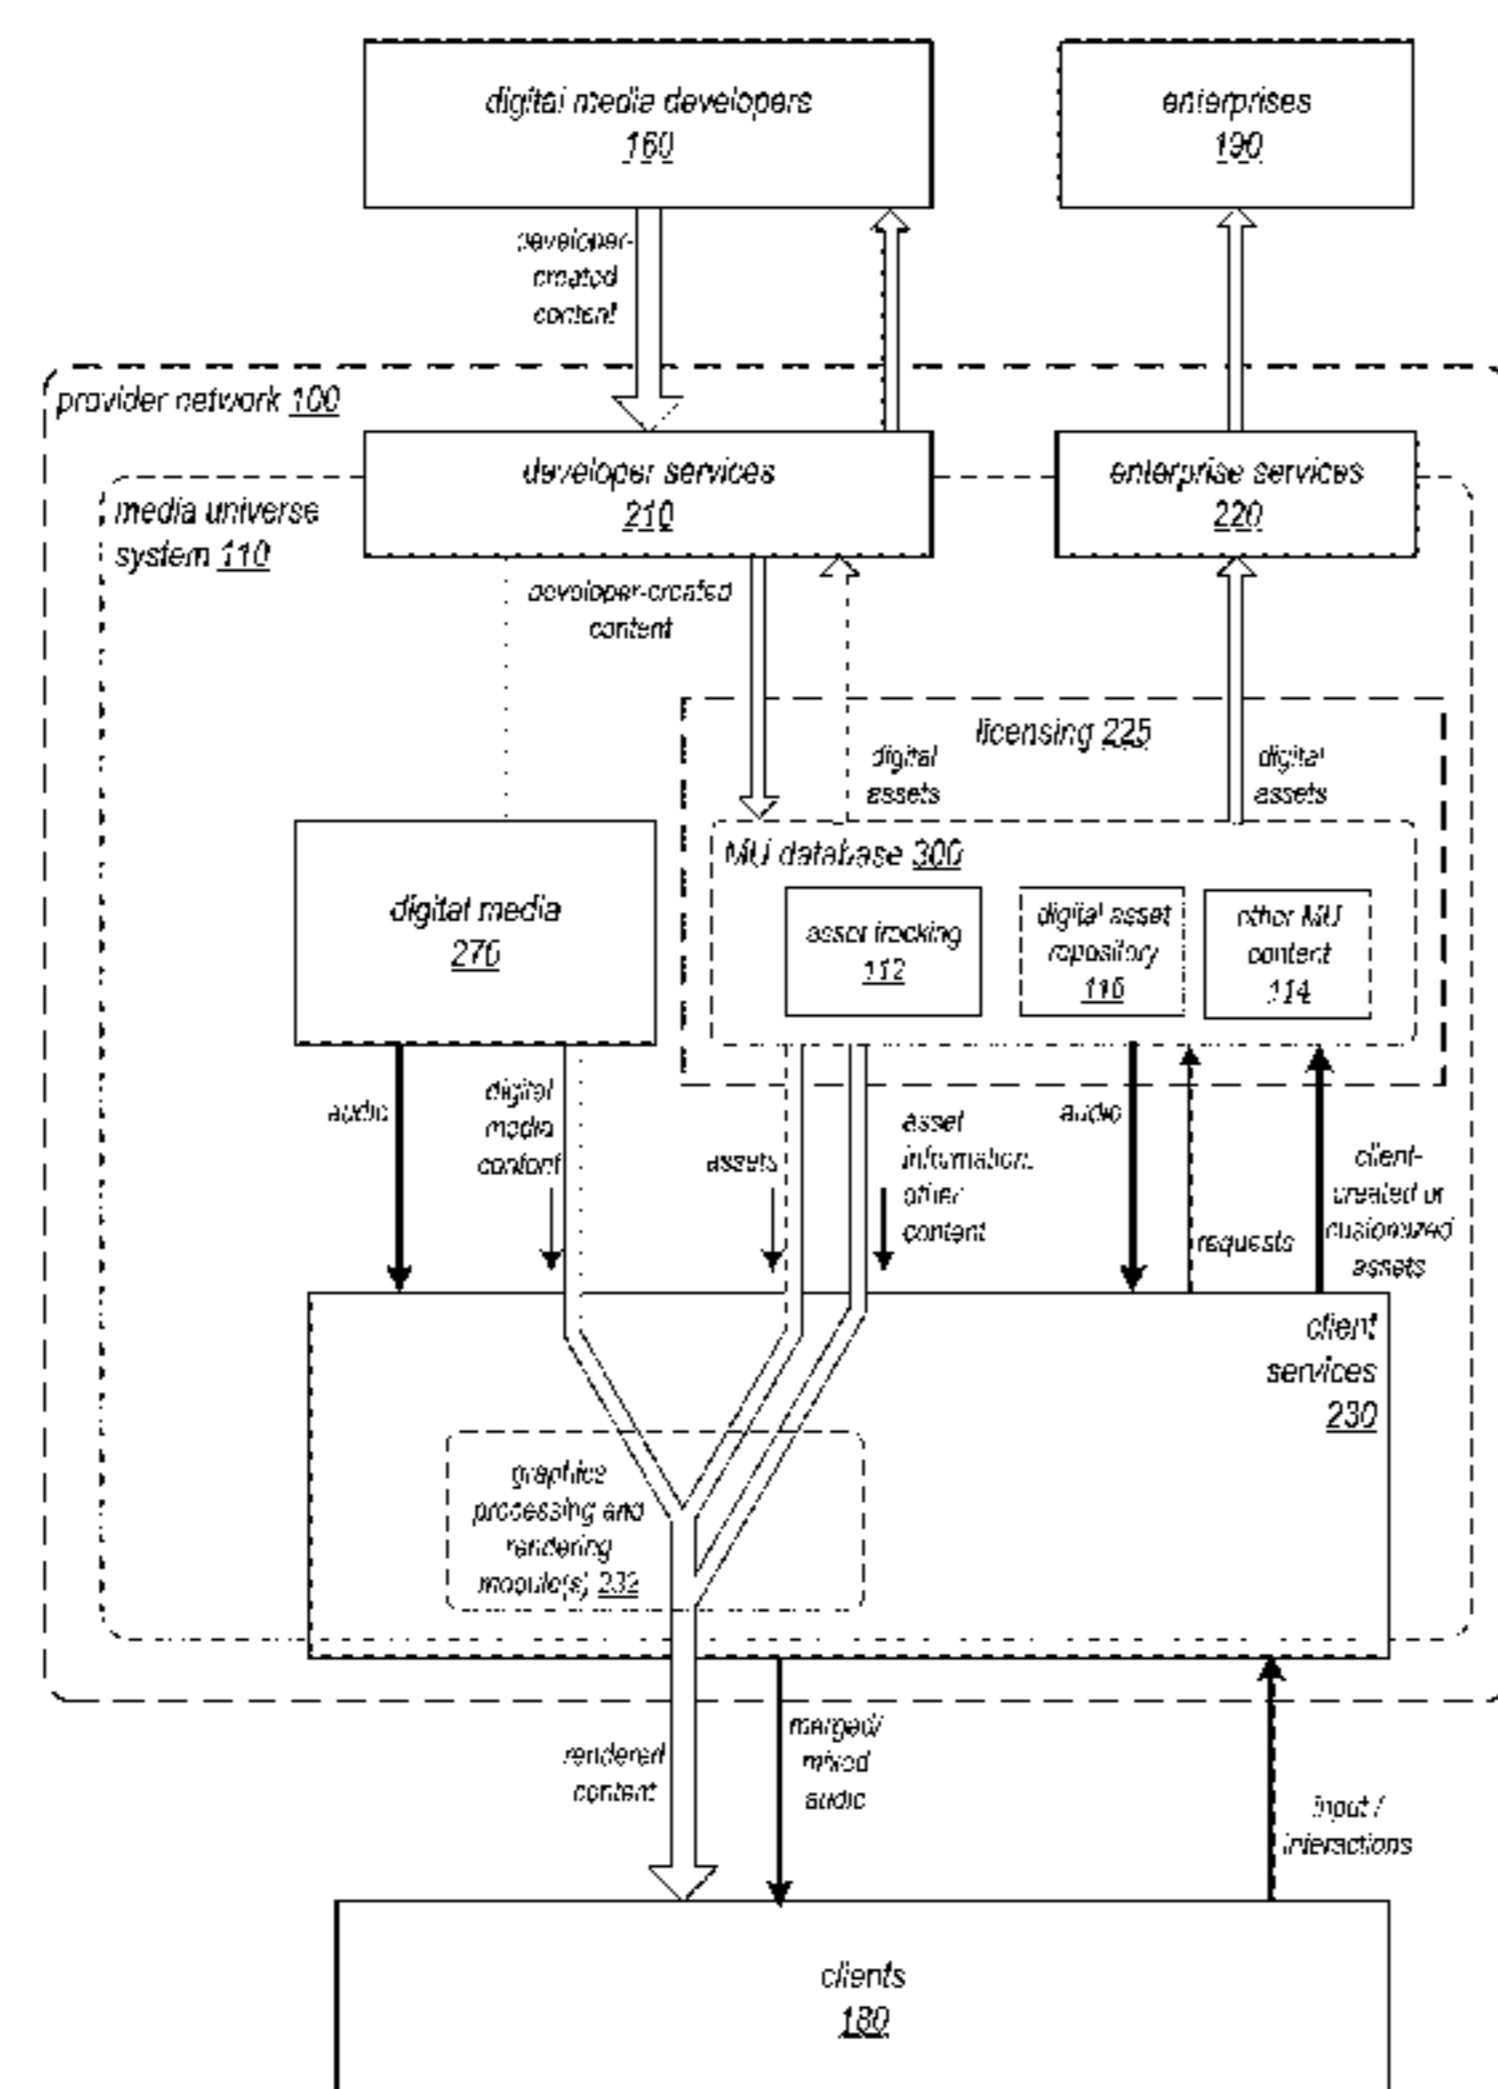 digital media developers
160
enterprises
190
developer-
created
content
provider network 100
developer services
210
enterprise services
220
media universe
system 110
developer-created
content
licensing 225
digital
assets
digital
assets
MU database 300
digital media
270
asset tracking
112
digital asset
repository
116
other MU
content
114
audio
digital
media
content
assets
asset
information,
other
content
audio
requests
client-
created or
customized
assets
client
services
230
graphics
processing and
rendering
module(s) 232
rendered
content
merged/
mixed
audio
input /
interactions
clients
180